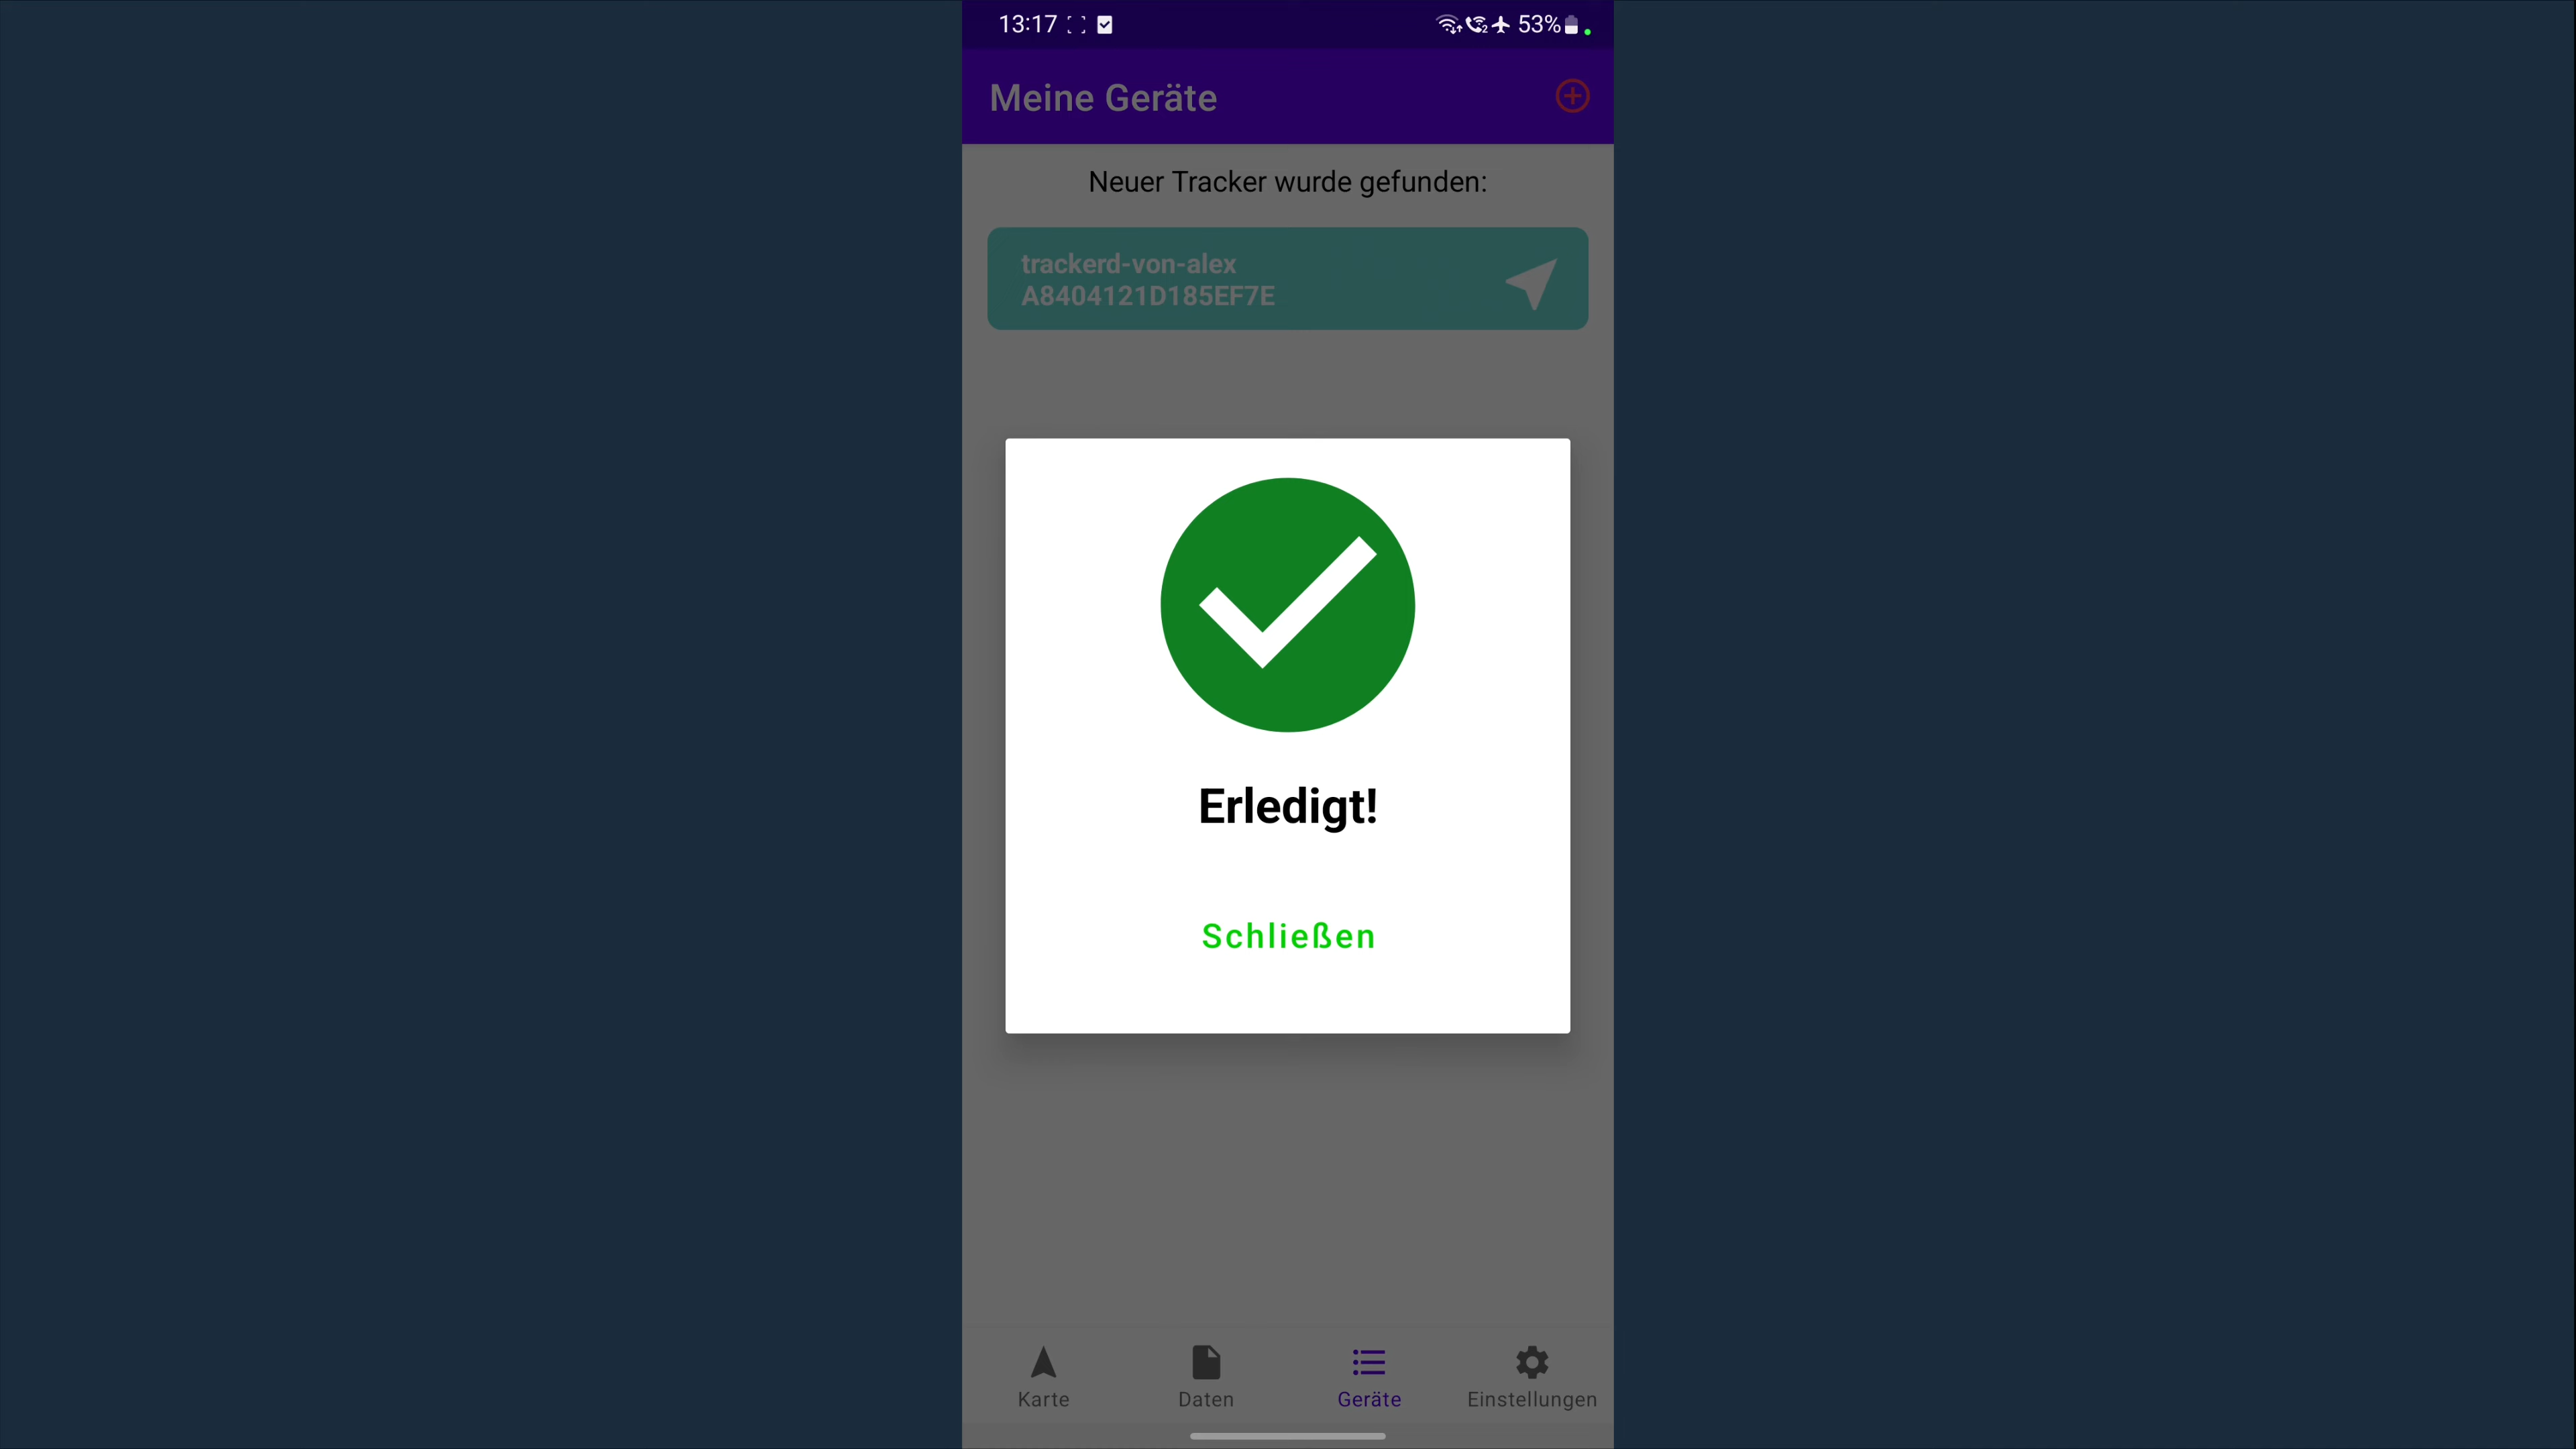 13:17
53%
Meine Geräte
Neuer Tracker wurde gefunden:
trackerd-von-alex
A8404121D185EF7E
Erledigt!
Schließen
Karte
Daten
Geräte
Einstellungen